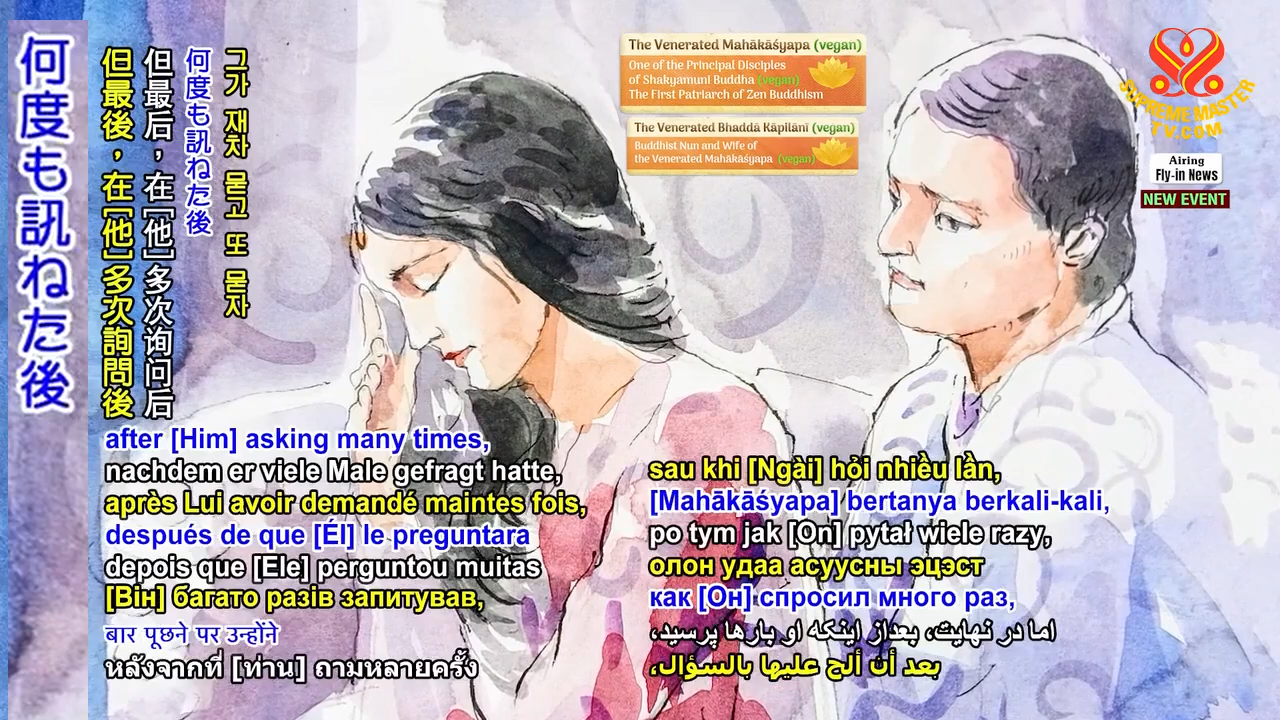 何度も訊ねた後
但最後，在［他］多次詢問後
但最后，在［他］多次询问后
何度も訊ねた後
그가 재차 묻고 또 묻자
The Venerated Mahākāśyapa (vegan)
One of the Principal Disciples
of Shakyamuni Buddha (vegan)
The First Patriarch of Zen Buddhism
The Venerated Bhaddā Kāpilānī (vegan)
Buddhist Nun and Wife of
the Venerated Mahākāśyapa (vegan)
SUPREME MASTER
TV.COM
Airing
Fly-in News
NEW EVENT
after [Him] asking many times,
nachdem er viele Male gefragt hatte,
après Lui avoir demandé maintes fois,
después de que [Él] le preguntara
depois que [Ele] perguntou muitas
[Він] багато разів запитував,
बार पूछने पर उन्होंने
หลังจากที่ [ท่าน] ถามหลายครั้ง
sau khi [Ngài] hỏi nhiều lần,
[Mahākāśyapa] bertanya berkali-kali,
po tym jak [On] pytał wiele razy,
олон удаа асуусны эцэст
как [Он] спросил много раз,
اما در نهایت، بعداز اینکه او بارها پرسید،
بعد أن ألح عليها بالسؤال،